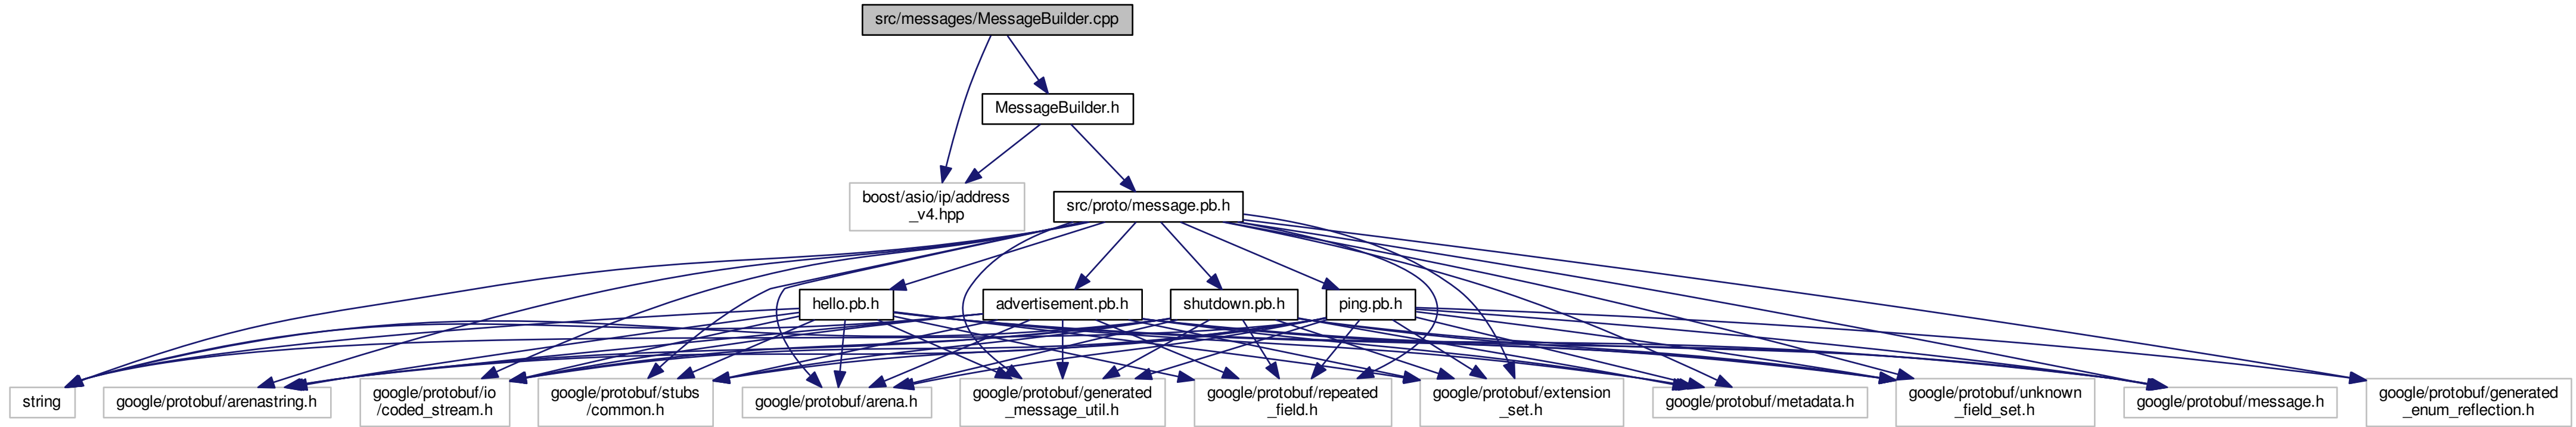 src/messages/MessageBuilder.cpp
MessageBuilder.h
boost/asio/ip/address
_v4.hpp
src/proto/message.pb.h
hello.pb.h
advertisement.pb.h
shutdown.pb.h
ping.pb.h
string
google/protobuf/arenastring.h
google/protobuf/io
/coded_stream.h
google/protobuf/stubs
/common.h
google/protobuf/arena.h
google/protobuf/generated
_message_util.h
google/protobuf/repeated
_field.h
google/protobuf/extension
_set.h
google/protobuf/metadata.h
google/protobuf/unknown
_field_set.h
google/protobuf/message.h
google/protobuf/generated
_enum_reflection.h